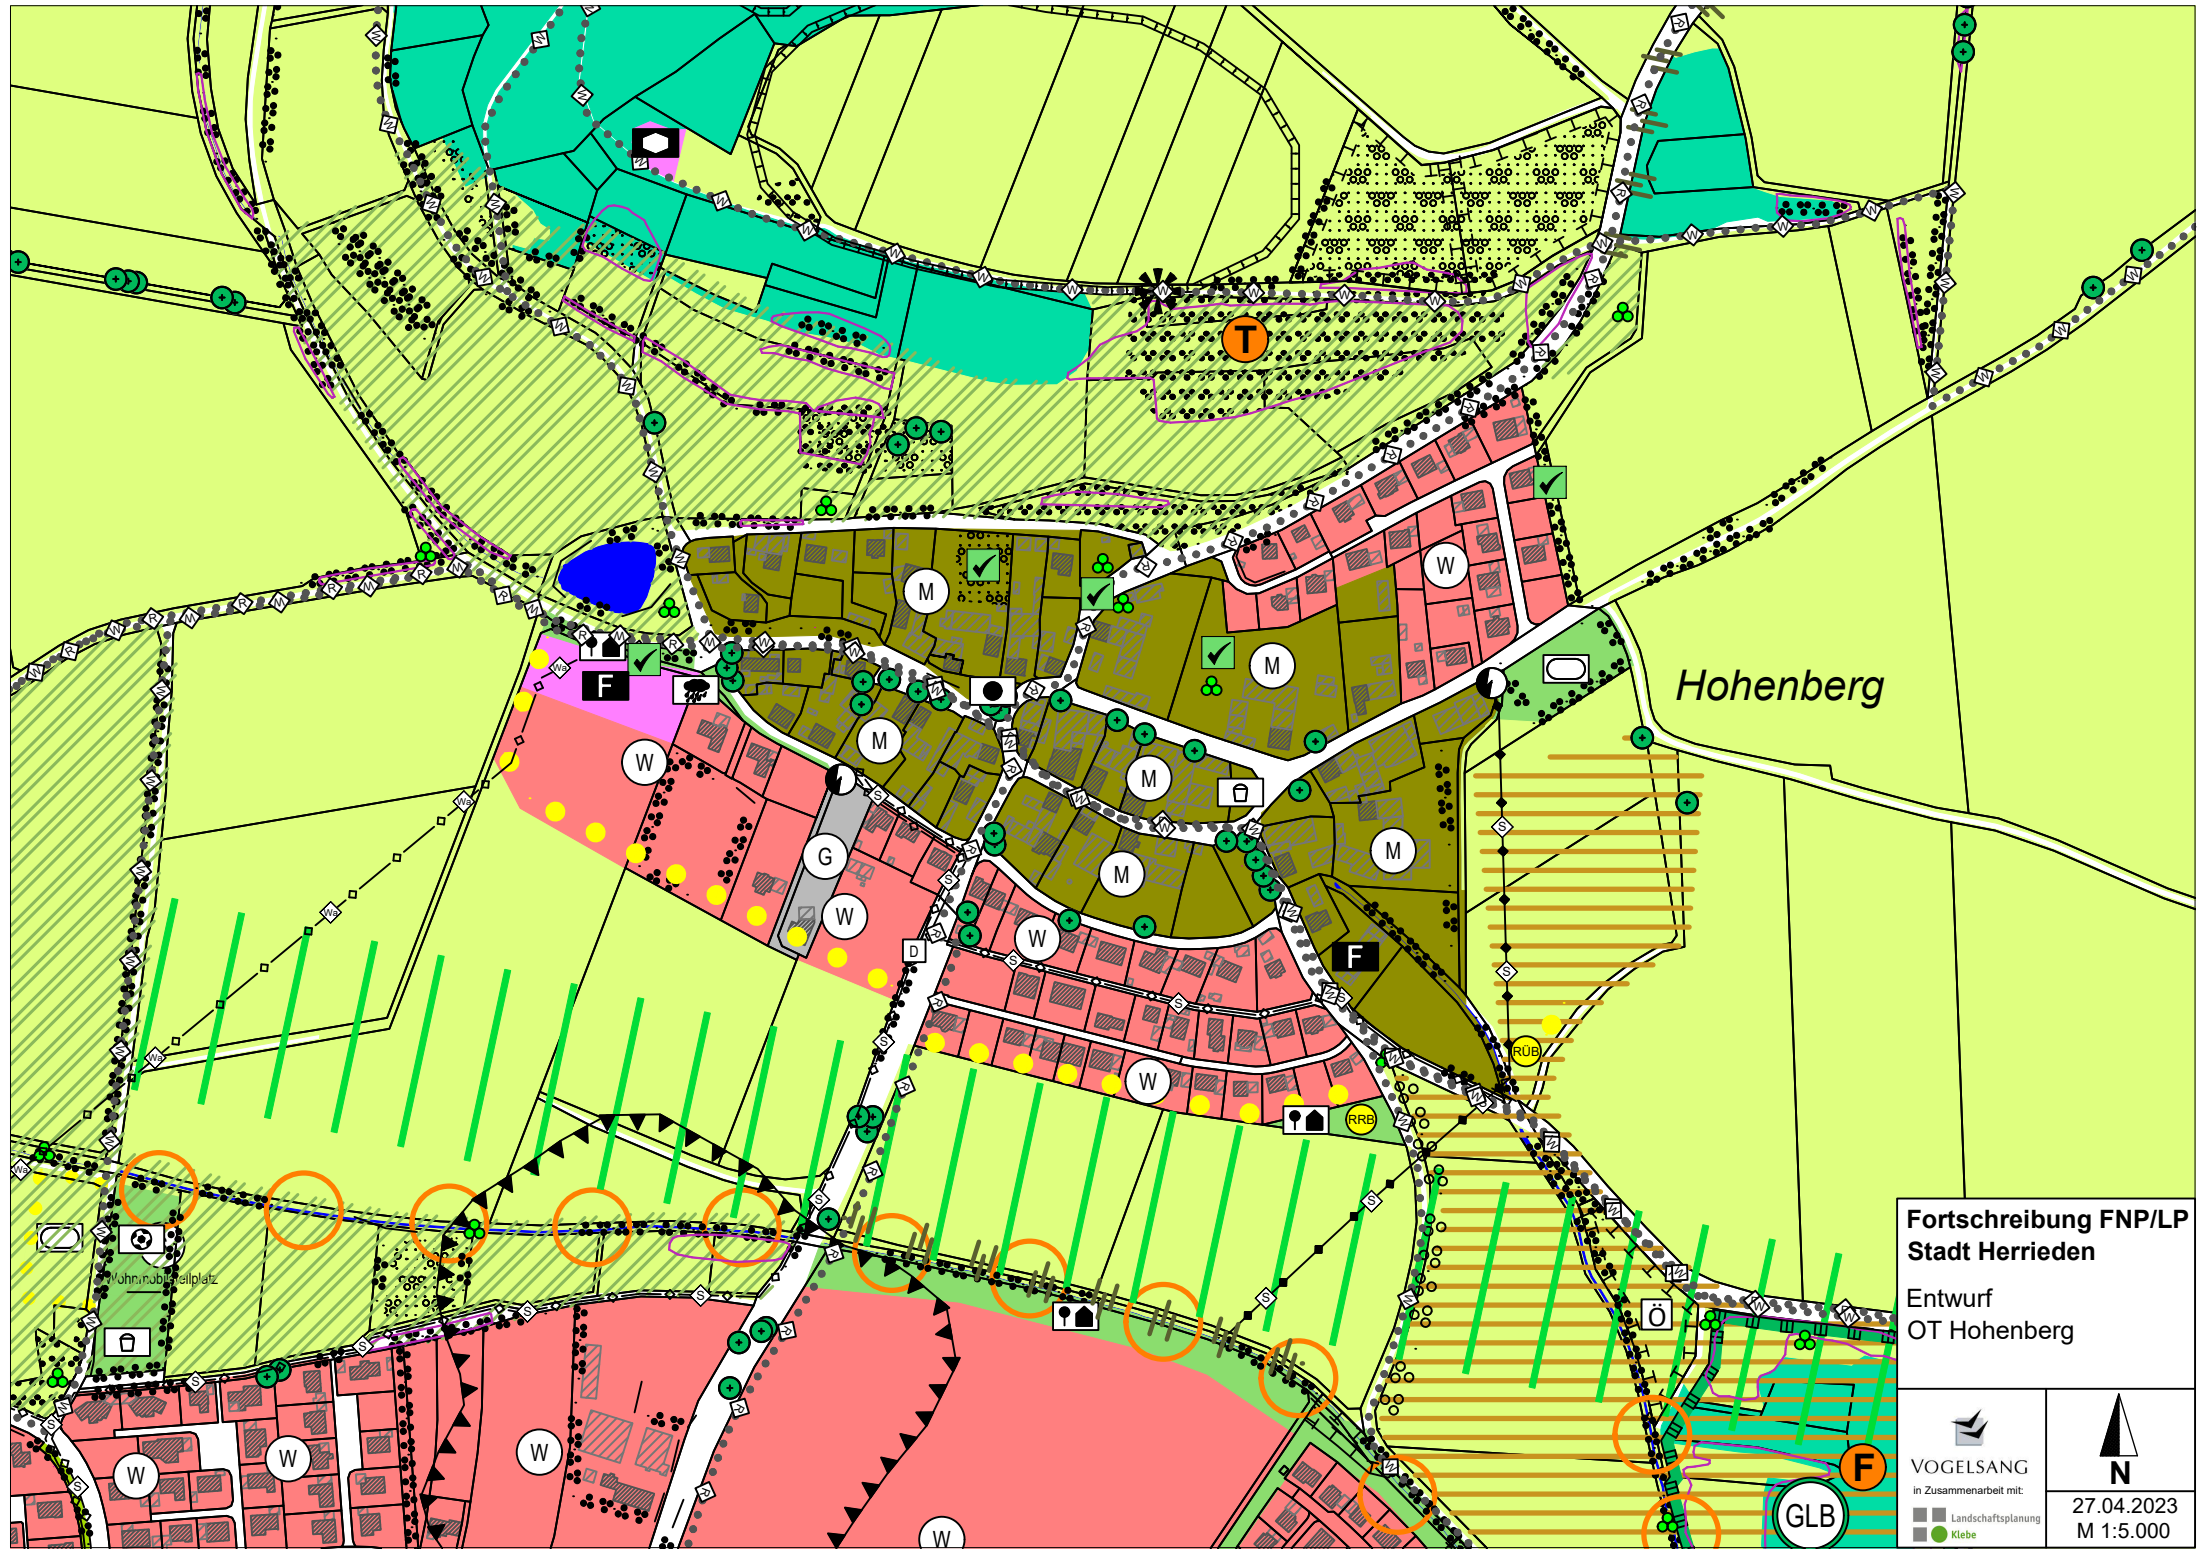 T
M
W
M
Hohenberg
F
W
M
M
G
M
M
W
W
D
F
RÜB
W
RRB
Ö
W
W
W
W
F
GLB
Fortschreibung FNP/LP
Stadt Herrieden
Entwurf
OT Hohenberg
VOGELSANG
in Zusammenarbeit mit:
Landschaftsplanung
Klebe
N
27.04.2023
M 1:5.000